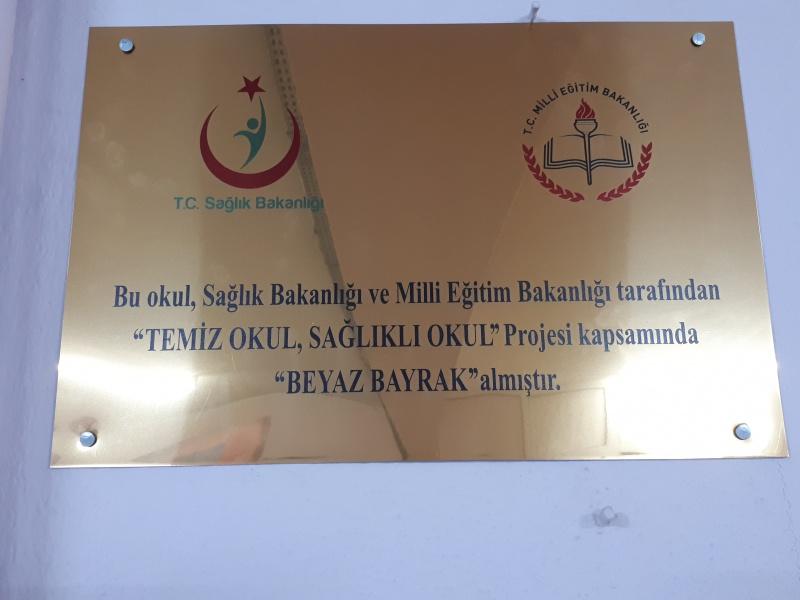 T.C. Sağlık Bakanlığı
T.C. MİLLİ EĞİTİM BAKANLIĞI
Bu okul, Sağlık Bakanlığı ve Milli Eğitim Bakanlığı tarafından
“TEMİZ OKUL, SAĞLIKLI OKUL” Projesi kapsamında
“BEYAZ BAYRAK” almıştır.